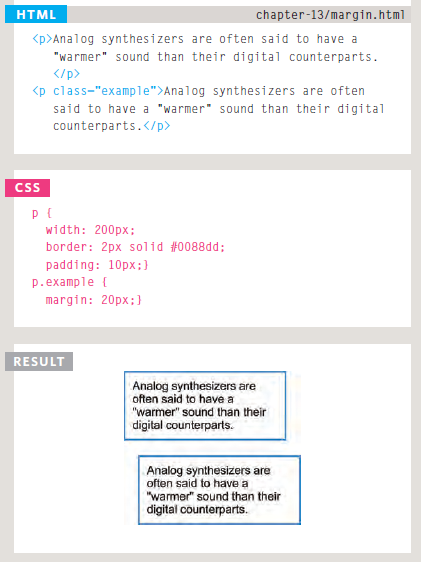 HTML
chapter-13/margin.html
<p>Analog synthesizers are often said to have a
"warmer" sound than their digital counterparts.
</p>
<p class="example">Analog synthesizers are often
said to have a "warmer" sound than their digital
counterparts.</p>
CSS
p {
width: 200px;
border: 2px solid #0088dd;
padding: 10px;}
p.example {
margin: 20px;}
RESULT
Analog synthesizers are
often said to have a
"warmer" sound than their
digital counterparts.
Analog synthesizers are
often said to have a
"warmer" sound than their
digital counterparts.